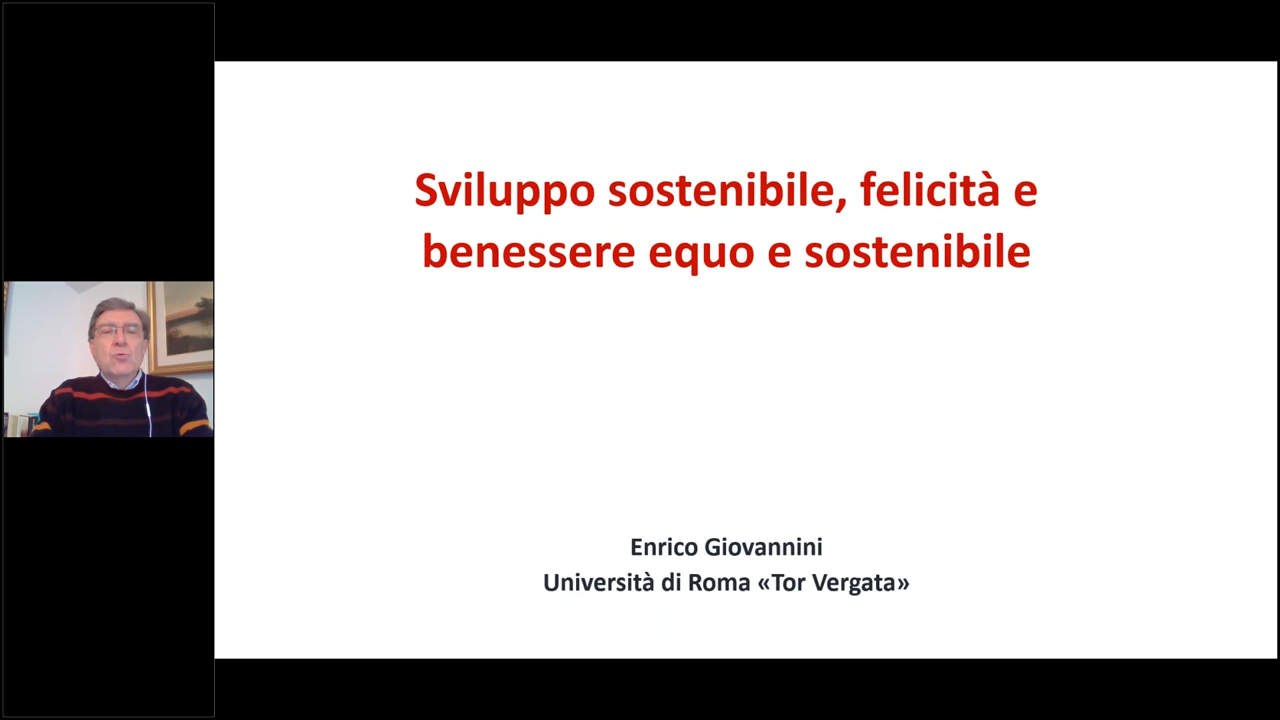 Sviluppo sostenibile, felicità e
benessere equo e sostenibile
Enrico Giovannini
Università di Roma «Tor Vergata»